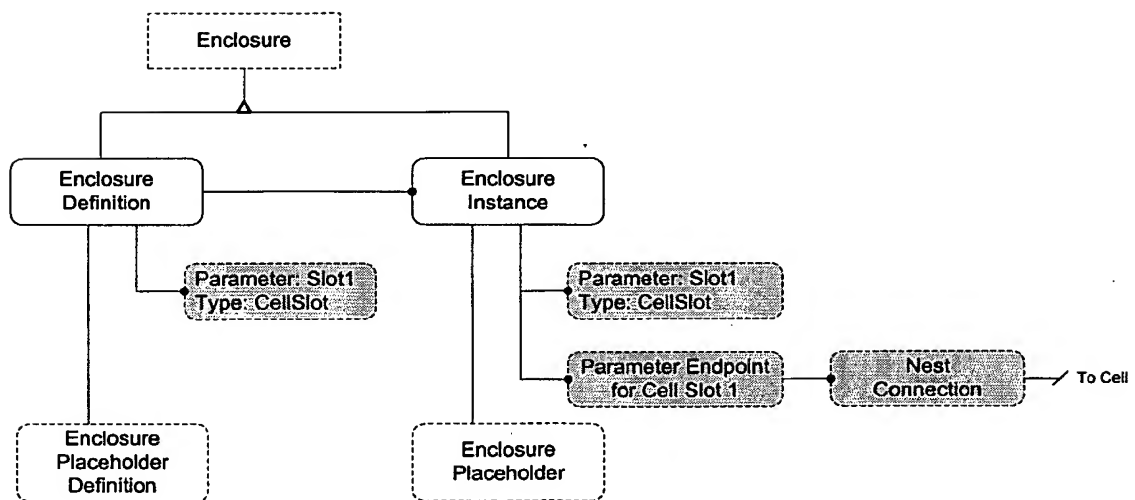 Enclosure
Enclosure
Definition
Enclosure
Instance
Parameter: Slot1
Type: CellSlot
Parameter: Slot1
Type: CellSlot
Parameter Endpoint
for Cell Slot 1
Nest
Connection
To Cell
Enclosure
Placeholder
Definition
Enclosure
Placeholder